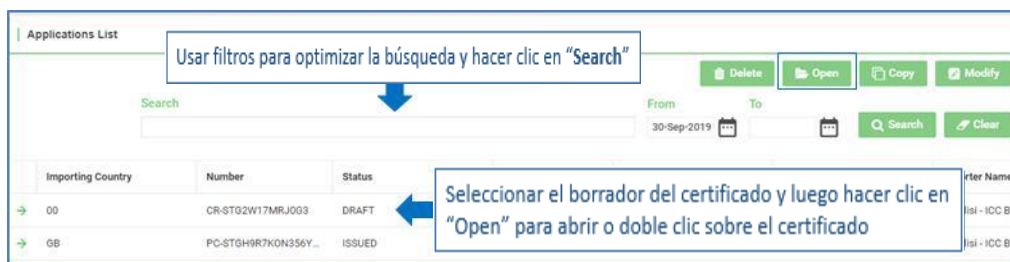 Applications List
Usar filtros para optimizar la búsqueda y hacer clic en “Search”
Delete Open Copy Modify
Search From To
30-Sep-2019 Search Clear
Importing Country Number Status rter Name
Seleccionar el borrador del certificado y luego hacer clic en
“Open” para abrir o doble clic sobre el certificado
00 CR-STG2W17MRJ0G3 DRAFT lisi - ICC B
GB PC-STGH9R7KON356Y... ISSUED lisi - ICC B